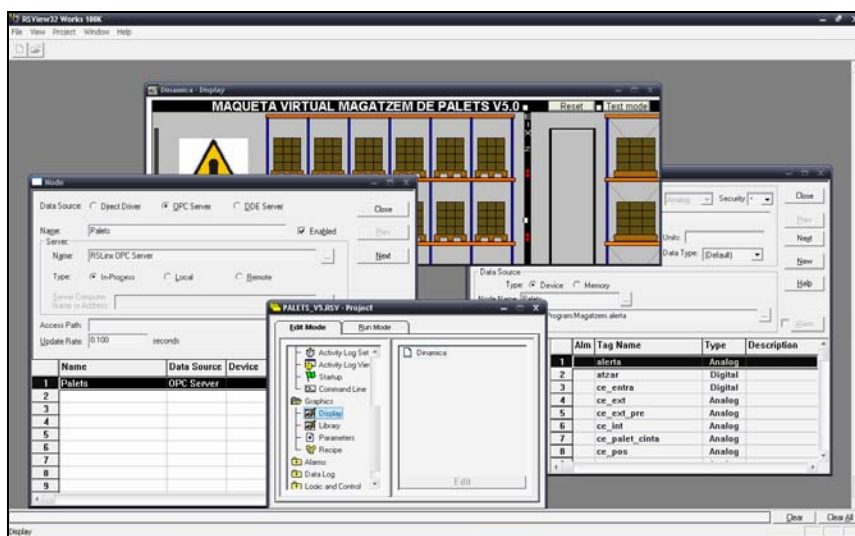 RSView32 Works 100K
File View Project Window Help
Dinamica - Display
MAQUETA VIRTUAL MAGATZEM DE PALETS V5.0
Reset
Test mode
Node
Data Source: Direct Driver OPC Server DDE Server
Close
Name: Palets
Enabled
Prev
Server:
Name: RSLinx OPC Server
...
Next
Type: In-Process Local Remote
Server Computer
Name or Address:
Access Path:
Update Rate: 0.100 seconds
Name Data Source Device
1 Palets OPC Server
2
3
4
5
6
7
8
9
PALETS_V5.RSV - Project
Edit Mode Run Mode
Activity Log Set
Activity Log View
Startup
Command Line
Graphics
Display
Library
Parameters
Recipe
Alarms
Data Log
Logic and Control
Dinamica
Edit
Analog
Security *
Close
Prev
Units:
Next
Data Type: (Default)
New
Data Source
Type: Device Memory
Help
Node Name: Palets
...
Program:Magatzem.alerta
...
Alarm
Alm Tag Name Type Description
1 alerta Analog
2 atzar Digital
3 ce_entra Digital
4 ce_ext Analog
5 ce_ext_pre Analog
6 ce_int Analog
7 ce_palet_cinta Analog
8 ce_pos Analog
Clear Clear All
Display